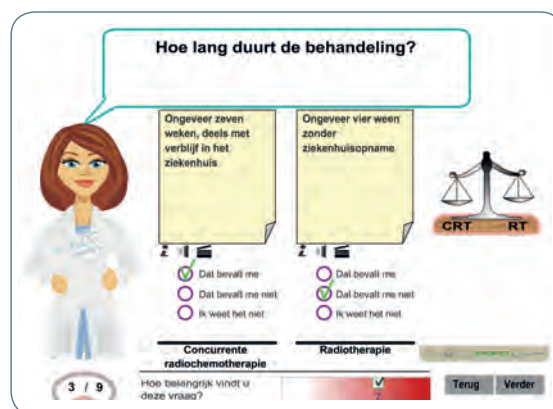 Hoe lang duurt de behandeling?
Ongeveer zeven
weken, deels met
verblijf in het
ziekenhuis
Ongeveer vier ween
zonder
ziekenhuisopname
CRT RT
i
i
Dat bevalt me
Dat bevalt me niet
Ik weet het niet
Dat bevalt me
Dat bevalt me niet
Ik weet het niet
Concurrente
radiochemotherapie
Radiotherapie
3 / 9
Hoe belangrijk vindt u
deze vraag?
7
Terug Verder